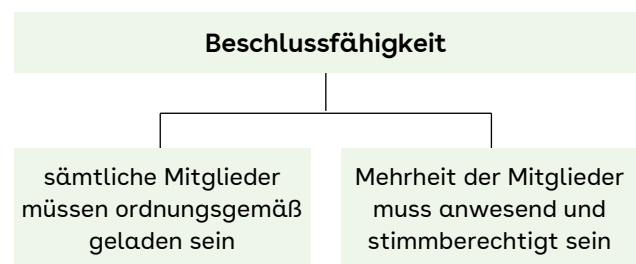 Beschlussfähigkeit
sämtliche Mitglieder
müssen ordnungsgemäß
geladen sein
Mehrheit der Mitglieder
muss anwesend und
stimmberechtigt sein